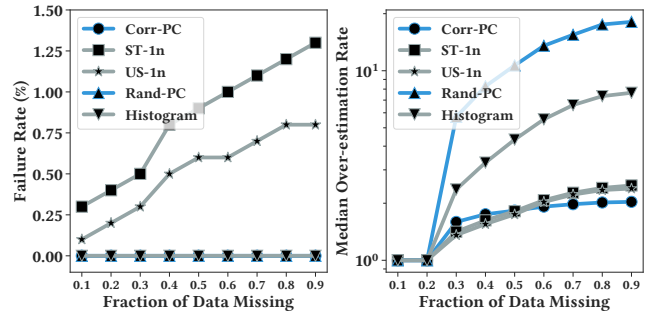 1.50
1.25
1.00
0.75
0.50
0.25
0.00
Failure Rate (%)
Corr-PC
ST-1n
US-1n
Rand-PC
Histogram
0.1 0.2 0.3 0.4 0.5 0.6 0.7 0.8 0.9
Fraction of Data Missing
10¹
10⁰
Median Over-estimation Rate
Corr-PC
ST-1n
US-1n
Rand-PC
Histogram
0.1 0.2 0.3 0.4 0.5 0.6 0.7 0.8 0.9
Fraction of Data Missing